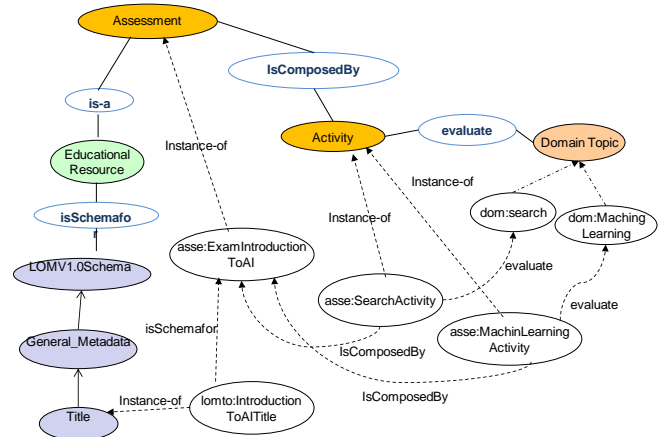 Assessment
IsComposedBy
is-a
Instance-of
Activity
evaluate
Domain Topic
Educational
Resource
Instance-of
Instance-of
dom:search
dom:Maching
Learning
isSchemafo
r
asse:ExamIntroduction
ToAI
LOMV1.0Schema
evaluate
asse:SearchActivity
evaluate
isSchemafor
asse:MachinLearning
Activity
General_Metadata
IsComposedBy
IsComposedBy
Instance-of
lomto:Introduction
ToAITitle
Title